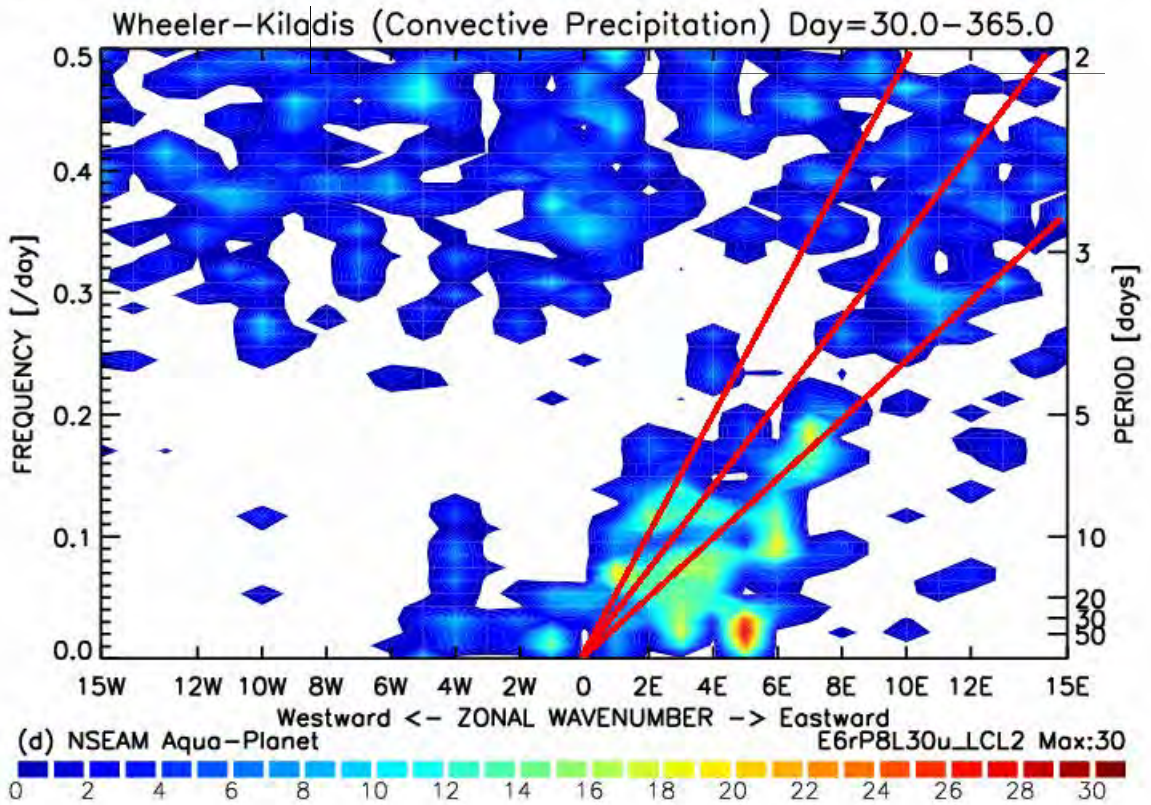 Wheeler–Kiladis (Convective Precipitation) Day=30.0–365.0
0.5
0.4
0.3
0.2
0.1
0.0
FREQUENCY [/day]
2
3
5
10
20
30
50
PERIOD [days]
15W 12W 10W 8W 6W 4W 2W 0 2E 4E 6E 8E 10E 12E 15E
Westward <– ZONAL WAVENUMBER –> Eastward
(d) NSEAM Aqua–Planet E6rP8L30u_LCL2 Max:30
0 2 4 6 8 10 12 14 16 18 20 22 24 26 28 30